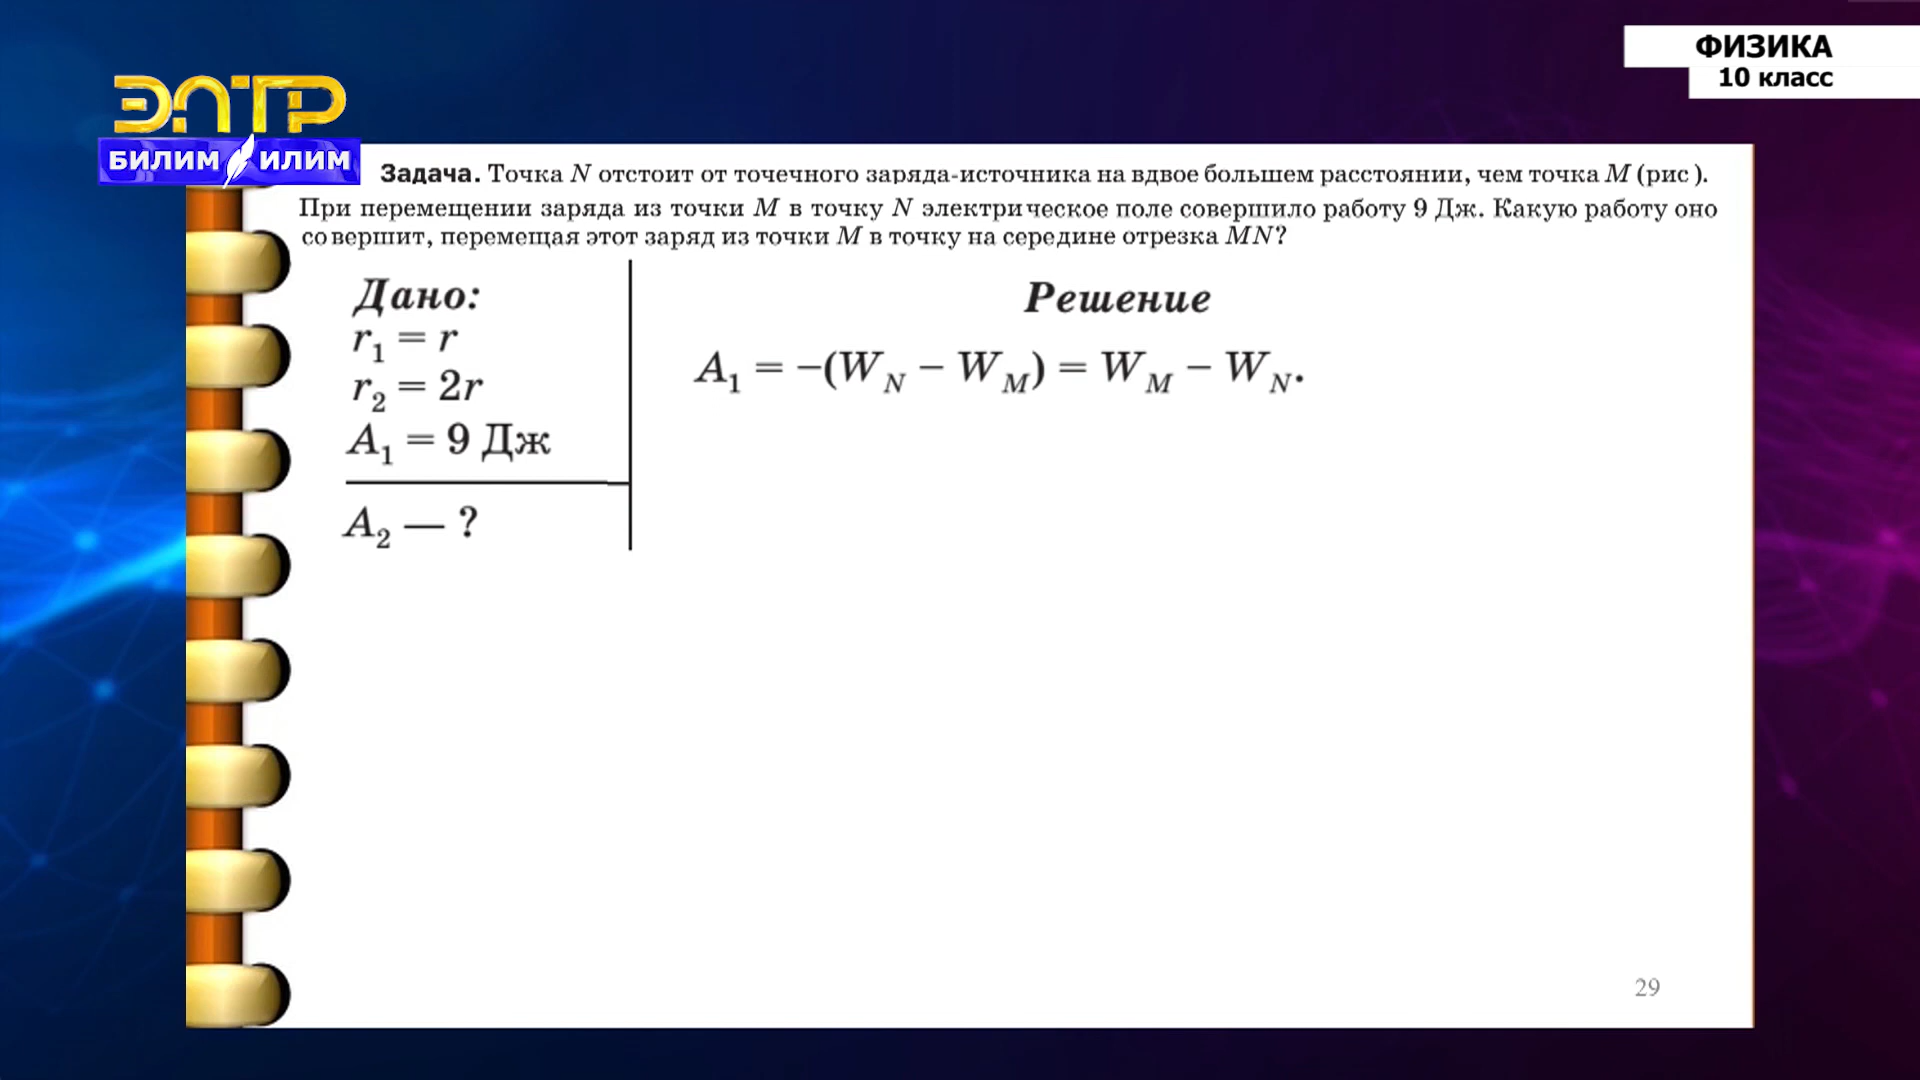 ФИЗИКА
10 класс
ЭЛТР
БИЛИМ ИЛИМ
Задача. Точка N отстоит от точечного заряда-источника на вдвое большем расстоянии, чем точка M (рис ).
При перемещении заряда из точки M в точку N электрическое поле совершило работу 9 Дж. Какую работу оно
совершит, перемещая этот заряд из точки M в точку на середине отрезка MN?
Дано:
r₁ = r
r₂ = 2r
A₁ = 9 Дж
A₂ — ?
Решение
A₁ = −(W_N − W_M) = W_M − W_N.
29